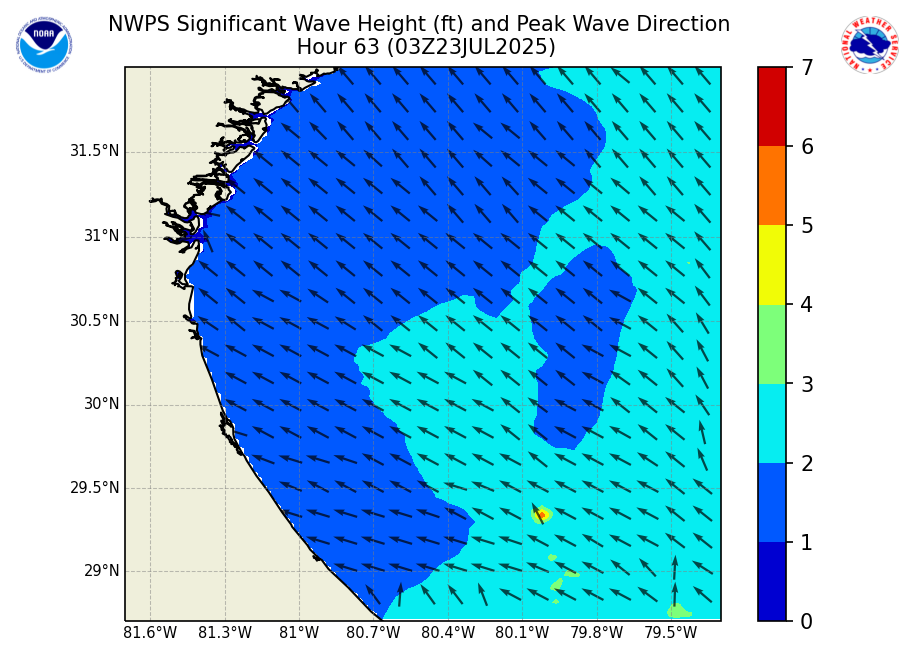 NWPS Significant Wave Height (ft) and Peak Wave Direction
Hour 63 (03Z23JUL2025)
NOAA
31.5°N
31°N
30.5°N
30°N
29.5°N
29°N
81.6°W 81.3°W 81°W 80.7°W 80.4°W 80.1°W 79.8°W 79.5°W
7
6
5
4
3
2
1
0
NATIONAL WEATHER SERVICE